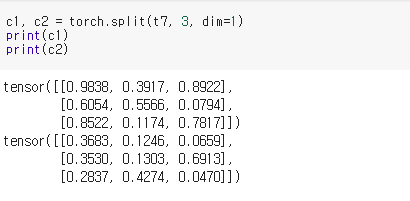 c1, c2 = torch.split(t7, 3, dim=1)
print(c1)
print(c2)
tensor([[0.9838, 0.3917, 0.8922],
[0.6054, 0.5566, 0.0794],
[0.8522, 0.1174, 0.7817]])
tensor([[0.3683, 0.1246, 0.0659],
[0.3530, 0.1303, 0.6913],
[0.2837, 0.4274, 0.0470]])